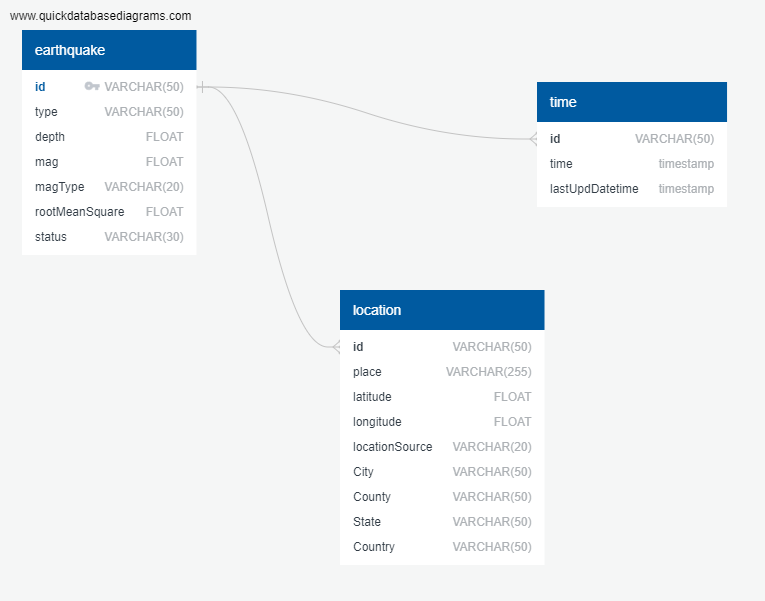 www.quickdatabasediagrams.com
earthquake
id VARCHAR(50)
type VARCHAR(50)
depth FLOAT
mag FLOAT
magType VARCHAR(20)
rootMeanSquare FLOAT
status VARCHAR(30)
time
id VARCHAR(50)
time timestamp
lastUpdDatetime timestamp
location
id VARCHAR(50)
place VARCHAR(255)
latitude FLOAT
longitude FLOAT
locationSource VARCHAR(20)
City VARCHAR(50)
County VARCHAR(50)
State VARCHAR(50)
Country VARCHAR(50)